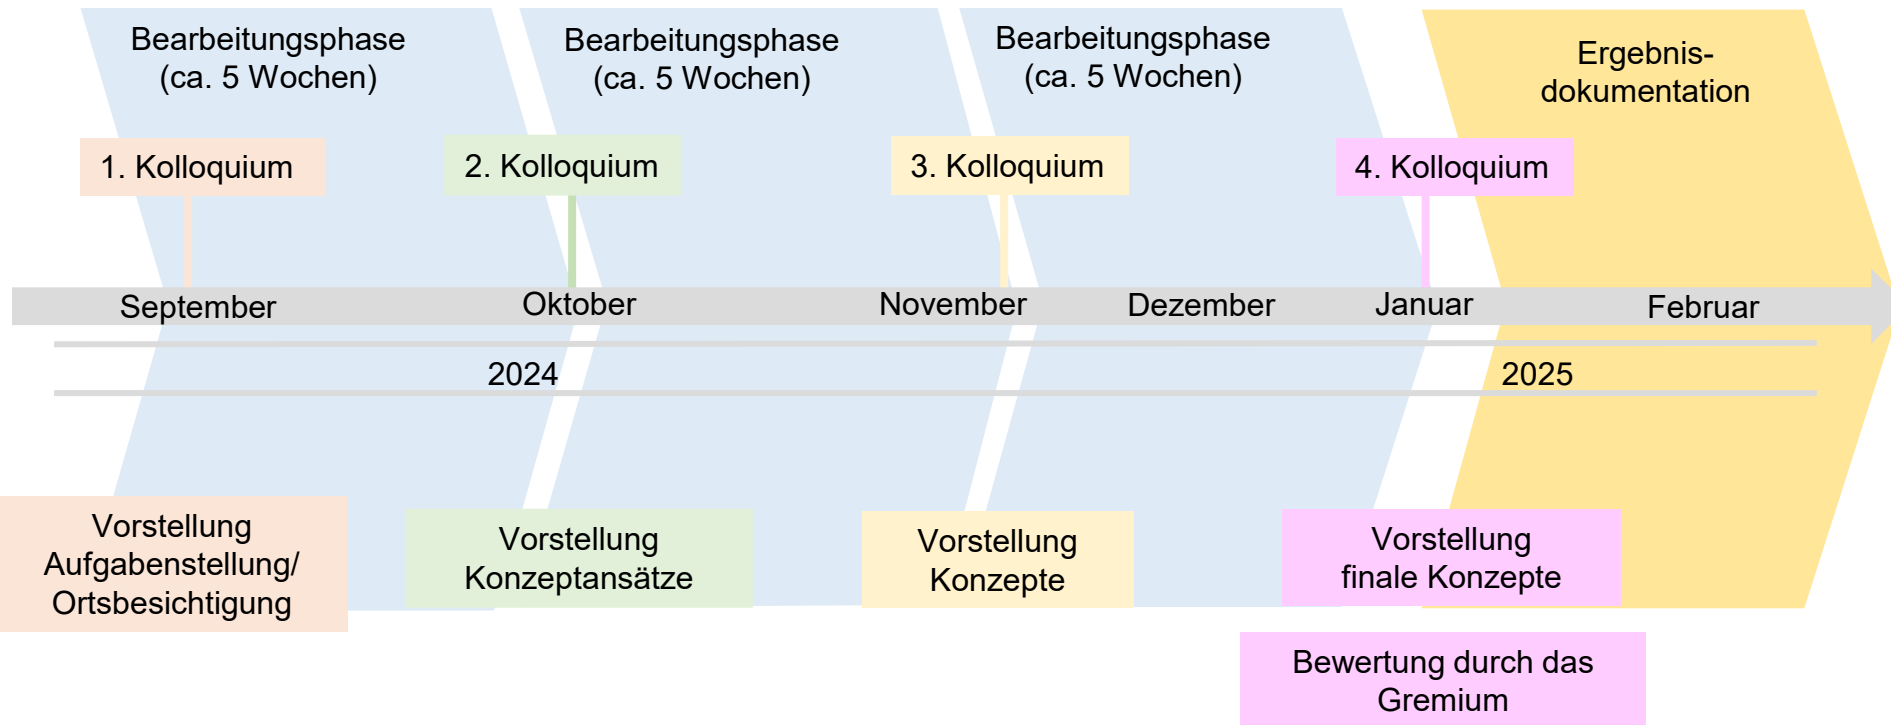 Bearbeitungsphase
(ca. 5 Wochen)
Bearbeitungsphase
(ca. 5 Wochen)
Bearbeitungsphase
(ca. 5 Wochen)
Ergebnis-
dokumentation
1. Kolloquium
2. Kolloquium
3. Kolloquium
4. Kolloquium
September
Oktober
November
Dezember
Januar
Februar
2024
2025
Vorstellung
Aufgabenstellung/
Ortsbesichtigung
Vorstellung
Konzeptansätze
Vorstellung
Konzepte
Vorstellung
finale Konzepte
Bewertung durch das
Gremium